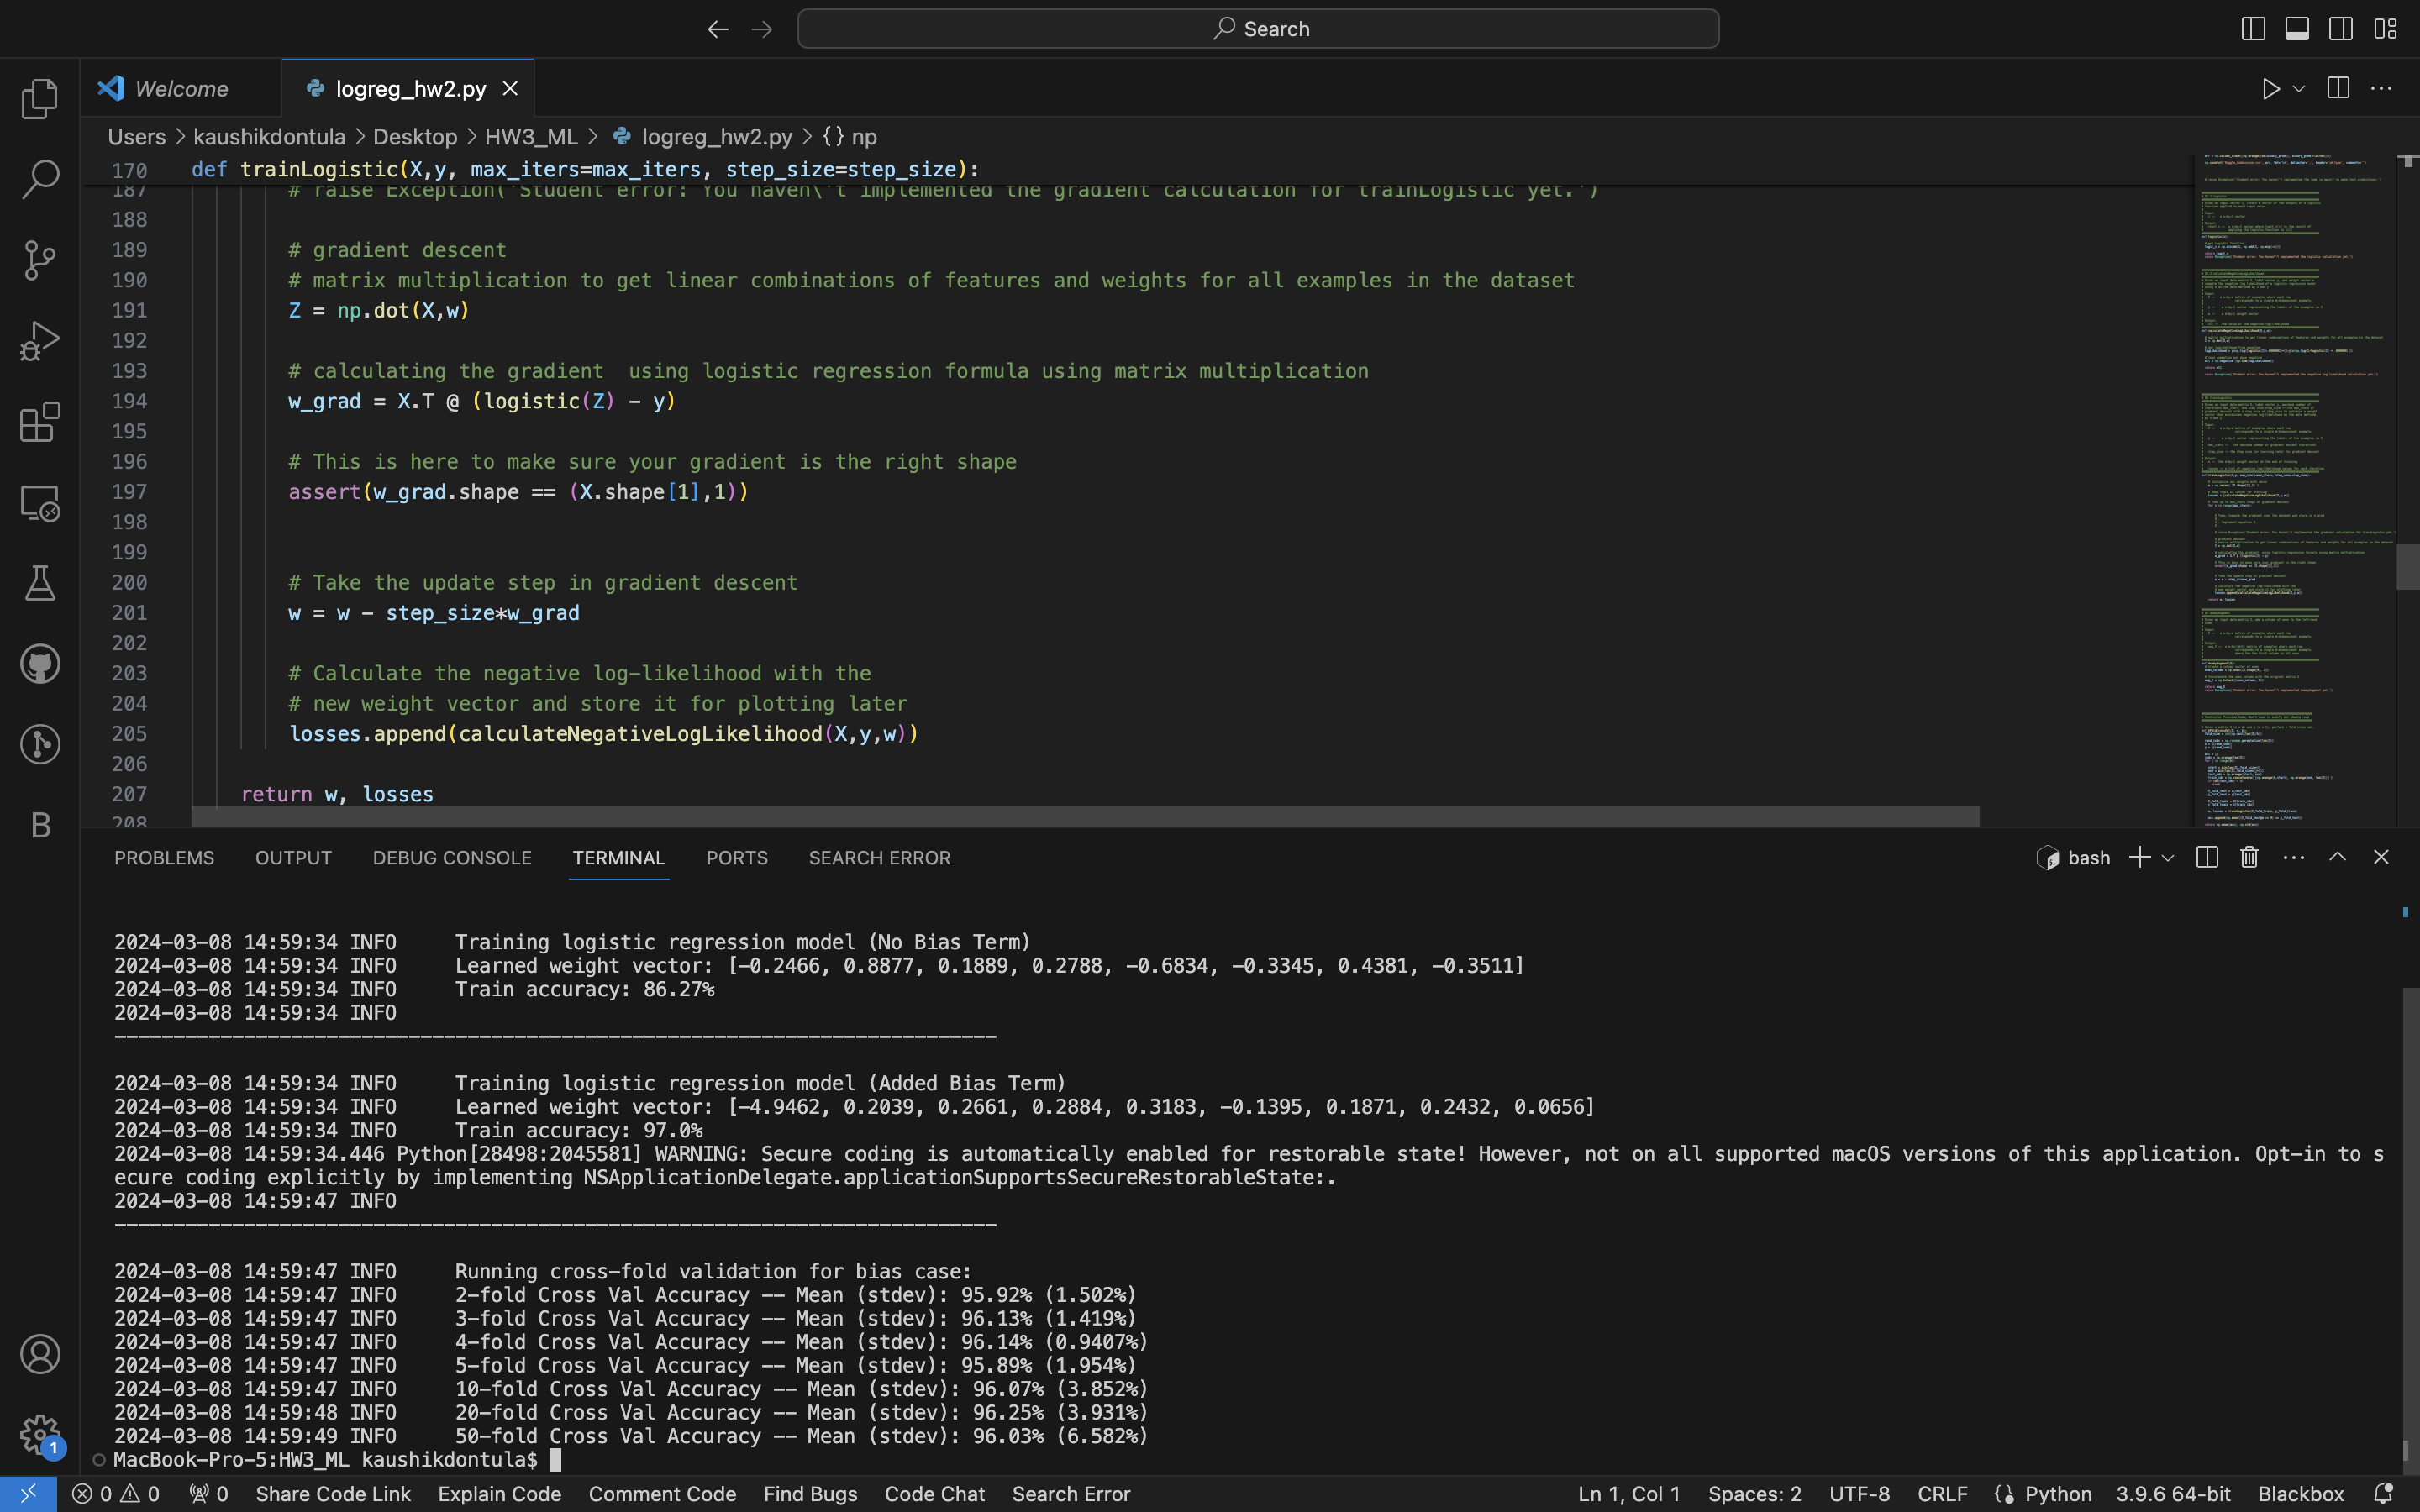 Search
Welcome
logreg_hw2.py
Users > kaushikdontula > Desktop > HW3_ML > logreg_hw2.py > {} np
170 def trainLogistic(X,y, max_iters=max_iters, step_size=step_size):
187 # raise Exception('Student error: You haven\'t implemented the gradient calculation for trainLogistic yet.')
188
189 # gradient descent
190 # matrix multiplication to get linear combinations of features and weights for all examples in the dataset
191 Z = np.dot(X,w)
192
193 # calculating the gradient  using logistic regression formula using matrix multiplication
194 w_grad = X.T @ (logistic(Z) - y)
195
196 # This is here to make sure your gradient is the right shape
197 assert(w_grad.shape == (X.shape[1],1))
198
199
200 # Take the update step in gradient descent
201 w = w - step_size*w_grad
202
203 # Calculate the negative log-likelihood with the
204 # new weight vector and store it for plotting later
205 losses.append(calculateNegativeLogLikelihood(X,y,w))
206
207 return w, losses
208
B
PROBLEMS OUTPUT DEBUG CONSOLE TERMINAL PORTS SEARCH ERROR
bash
2024-03-08 14:59:34 INFO Training logistic regression model (No Bias Term)
2024-03-08 14:59:34 INFO Learned weight vector: [-0.2466, 0.8877, 0.1889, 0.2788, -0.6834, -0.3345, 0.4381, -0.3511]
2024-03-08 14:59:34 INFO Train accuracy: 86.27%
2024-03-08 14:59:34 INFO
---------------------------------------------------------------------------
2024-03-08 14:59:34 INFO Training logistic regression model (Added Bias Term)
2024-03-08 14:59:34 INFO Learned weight vector: [-4.9462, 0.2039, 0.2661, 0.2884, 0.3183, -0.1395, 0.1871, 0.2432, 0.0656]
2024-03-08 14:59:34 INFO Train accuracy: 97.0%
2024-03-08 14:59:34.446 Python[28498:2045581] WARNING: Secure coding is automatically enabled for restorable state! However, not on all supported macOS versions of this application. Opt-in to s
ecure coding explicitly by implementing NSApplicationDelegate.applicationSupportsSecureRestorableState:.
2024-03-08 14:59:47 INFO
---------------------------------------------------------------------------
2024-03-08 14:59:47 INFO Running cross-fold validation for bias case:
2024-03-08 14:59:47 INFO 2-fold Cross Val Accuracy -- Mean (stdev): 95.92% (1.502%)
2024-03-08 14:59:47 INFO 3-fold Cross Val Accuracy -- Mean (stdev): 96.13% (1.419%)
2024-03-08 14:59:47 INFO 4-fold Cross Val Accuracy -- Mean (stdev): 96.14% (0.9407%)
2024-03-08 14:59:47 INFO 5-fold Cross Val Accuracy -- Mean (stdev): 95.89% (1.954%)
2024-03-08 14:59:47 INFO 10-fold Cross Val Accuracy -- Mean (stdev): 96.07% (3.852%)
2024-03-08 14:59:48 INFO 20-fold Cross Val Accuracy -- Mean (stdev): 96.25% (3.931%)
2024-03-08 14:59:49 INFO 50-fold Cross Val Accuracy -- Mean (stdev): 96.03% (6.582%)
MacBook-Pro-5:HW3_ML kaushikdontula$
1
0 0 0 Share Code Link Explain Code Comment Code Find Bugs Code Chat Search Error Ln 1, Col 1 Spaces: 2 UTF-8 CRLF Python 3.9.6 64-bit Blackbox